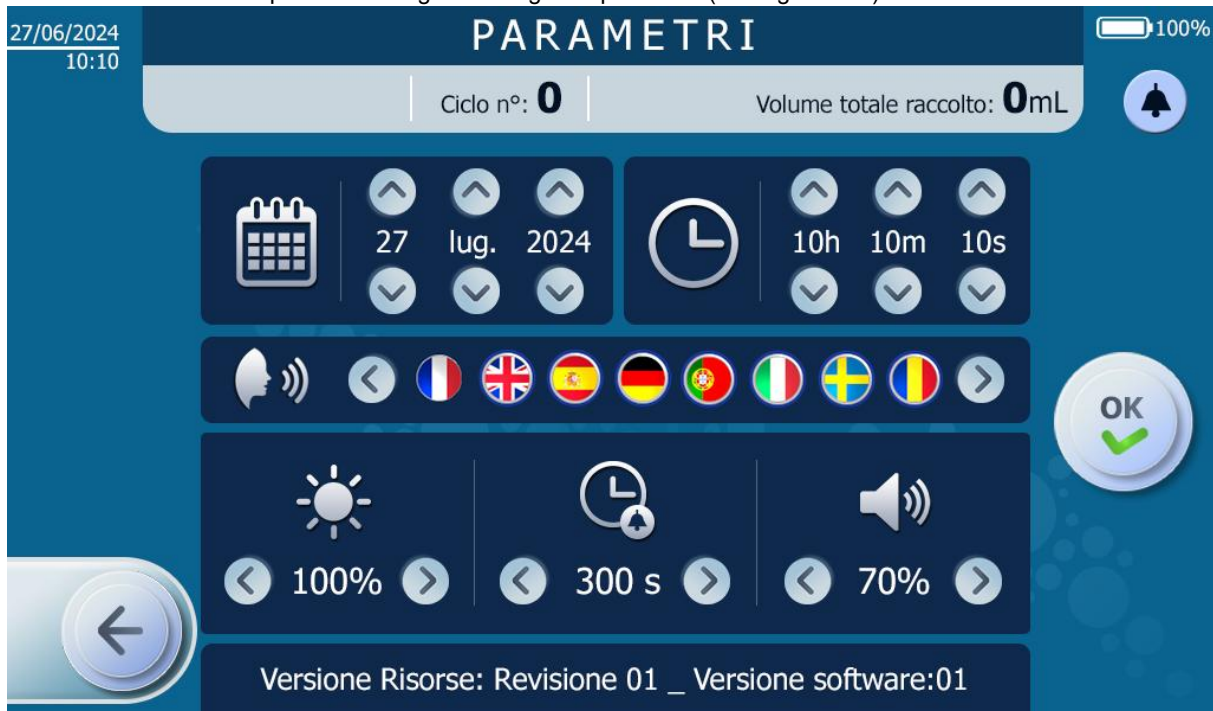 27/06/2024
10:10
PARAMETRI
100%
Ciclo n°: 0
Volume totale raccolto: 0mL
27 lug. 2024
10h 10m 10s
OK
100%
300 s
70%
Versione Risorse: Revisione 01 _ Versione software:01